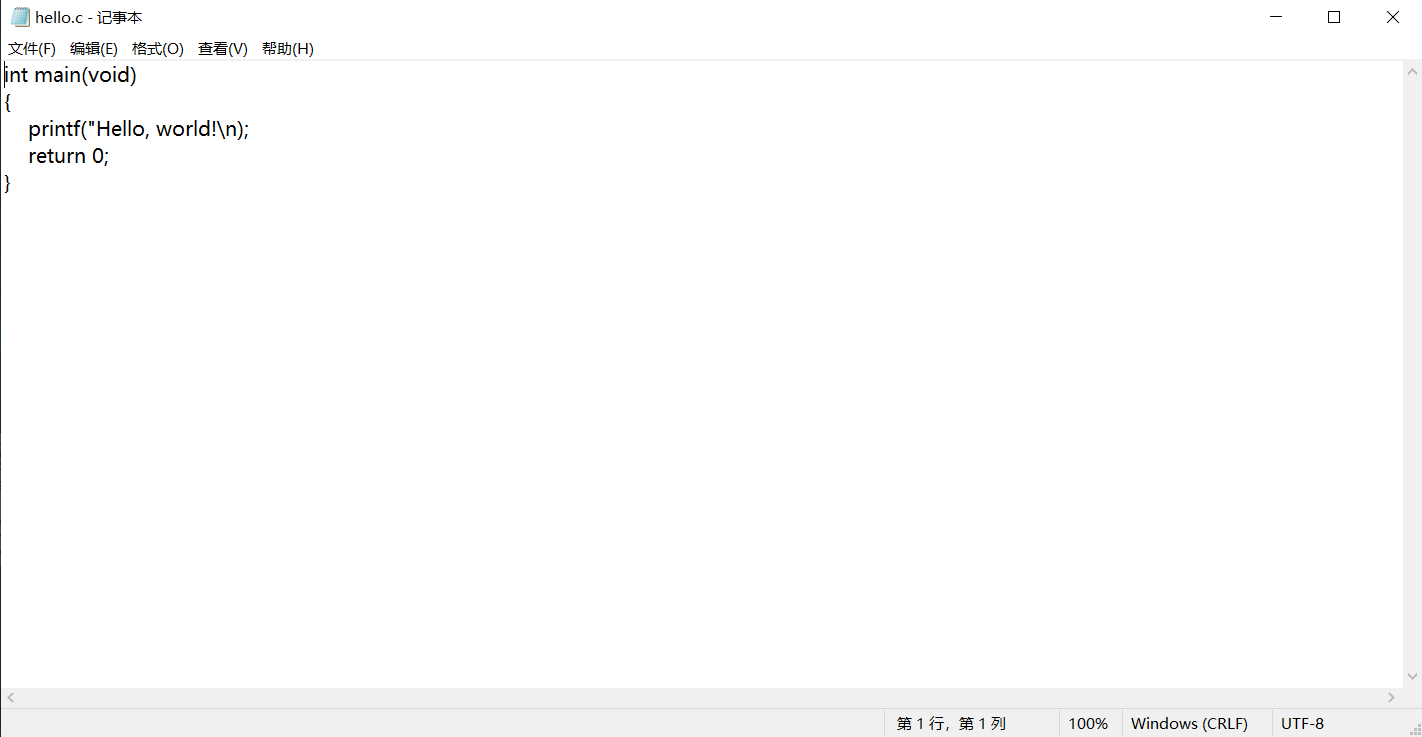 hello.c - 记事本
文件(F) 编辑(E) 格式(O) 查看(V) 帮助(H)
int main(void)
{
    printf("Hello, world!\n);
    return 0;
}
第 1 行，第 1 列 100% Windows (CRLF) UTF-8